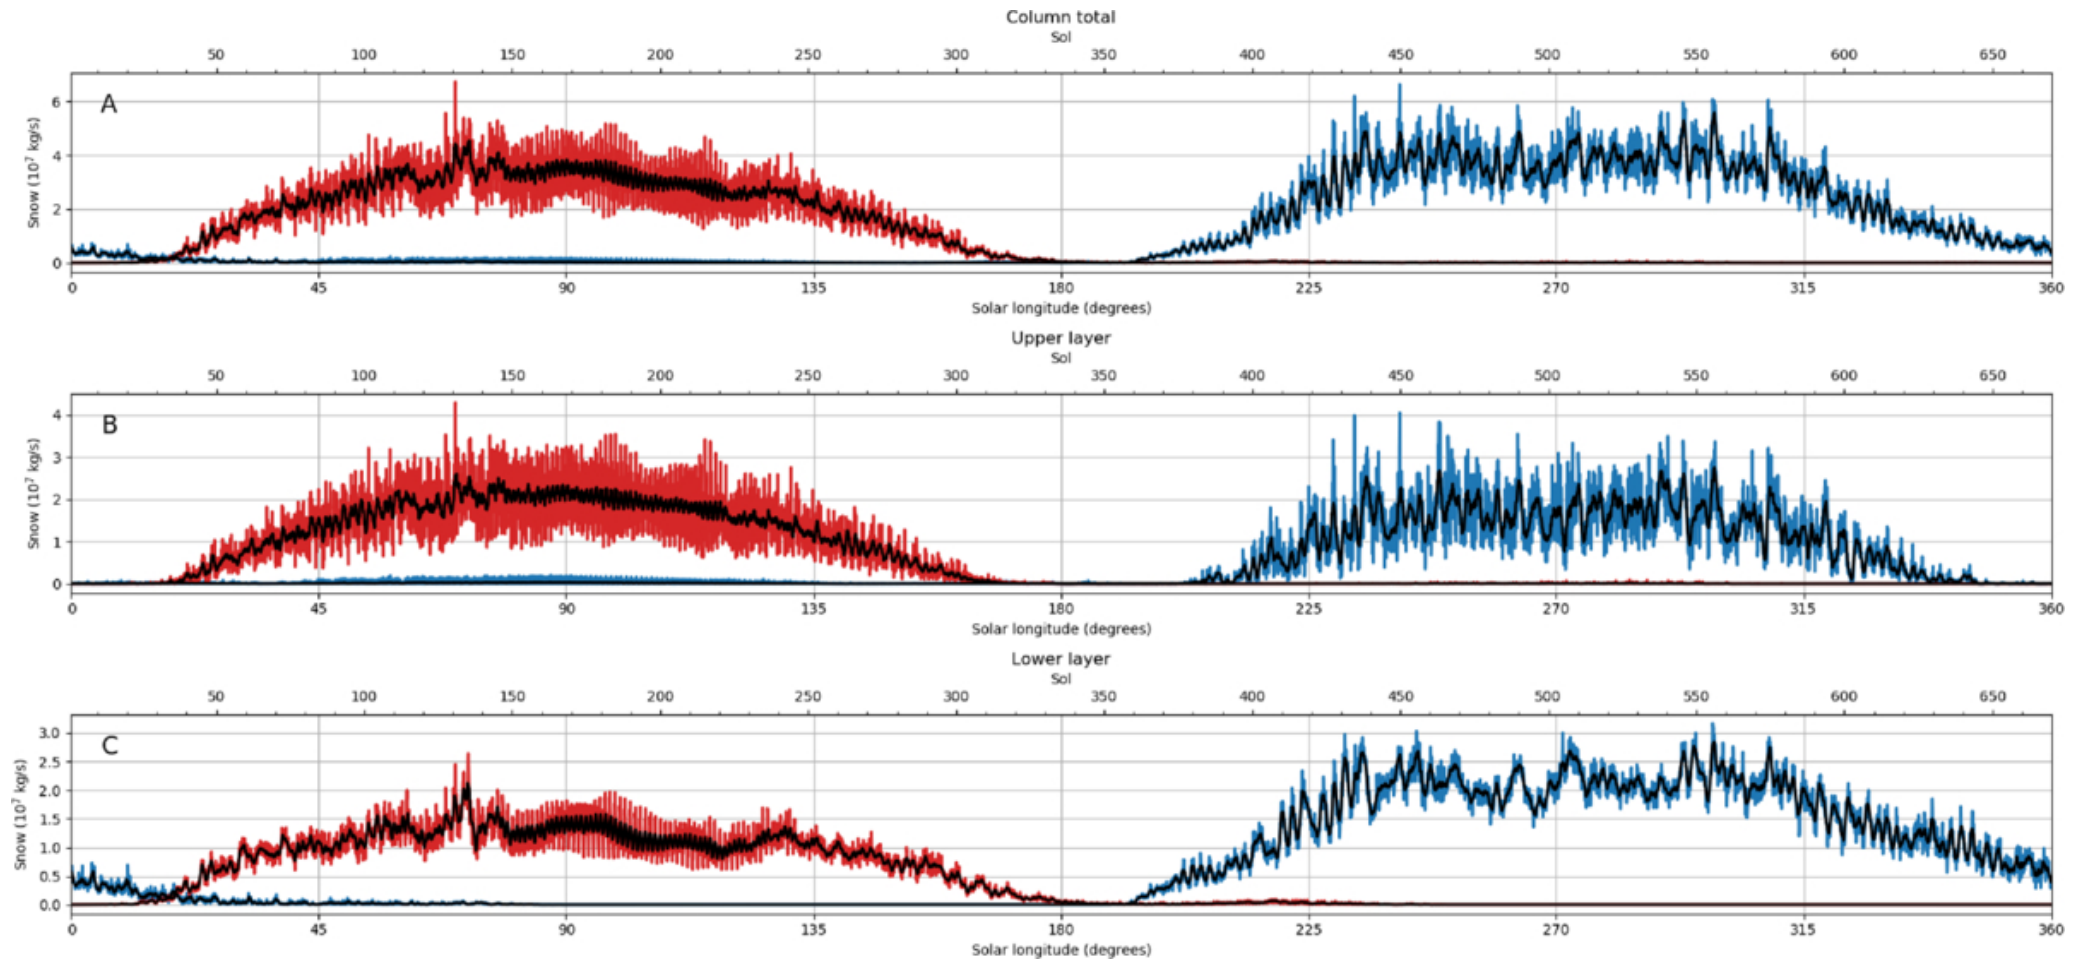 Column total
Sol
50 100 150 200 250 300 350 400 450 500 550 600 650
A
Snow (10⁷ kg/s)
6
4
2
0
0 45 90 135 180 225 270 315 360
Solar longitude (degrees)
Upper layer
Sol
50 100 150 200 250 300 350 400 450 500 550 600 650
B
Snow (10⁷ kg/s)
4
3
2
1
0
0 45 90 135 180 225 270 315 360
Solar longitude (degrees)
Lower layer
Sol
50 100 150 200 250 300 350 400 450 500 550 600 650
C
Snow (10⁷ kg/s)
3.0
2.5
2.0
1.5
1.0
0.5
0.0
0 45 90 135 180 225 270 315 360
Solar longitude (degrees)